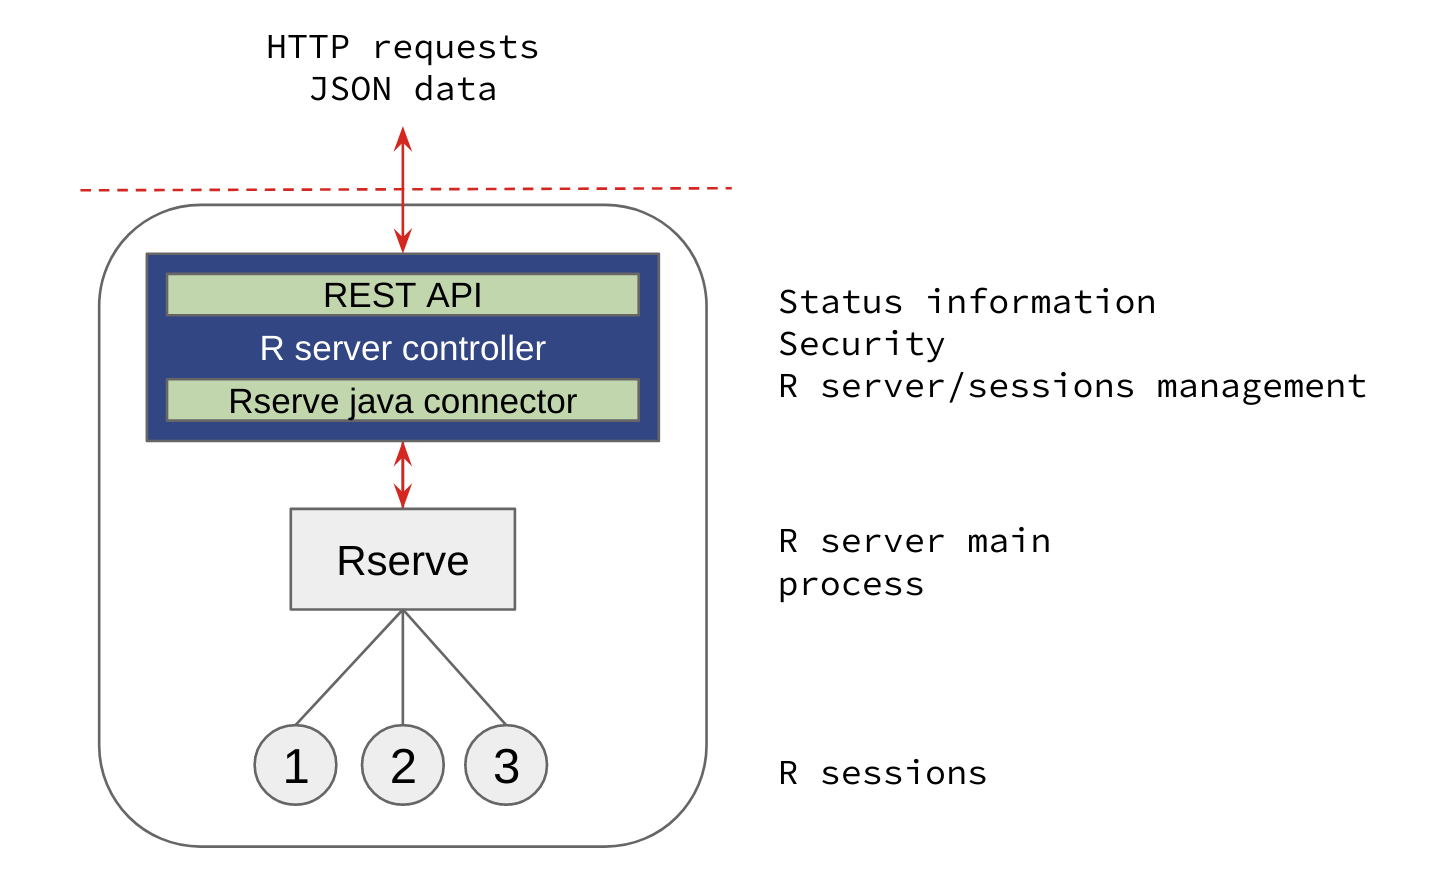 HTTP requests
JSON data
REST API
R server controller
Rserve java connector
Status information
Security
R server/sessions management
Rserve
R server main
process
1 2 3
R sessions